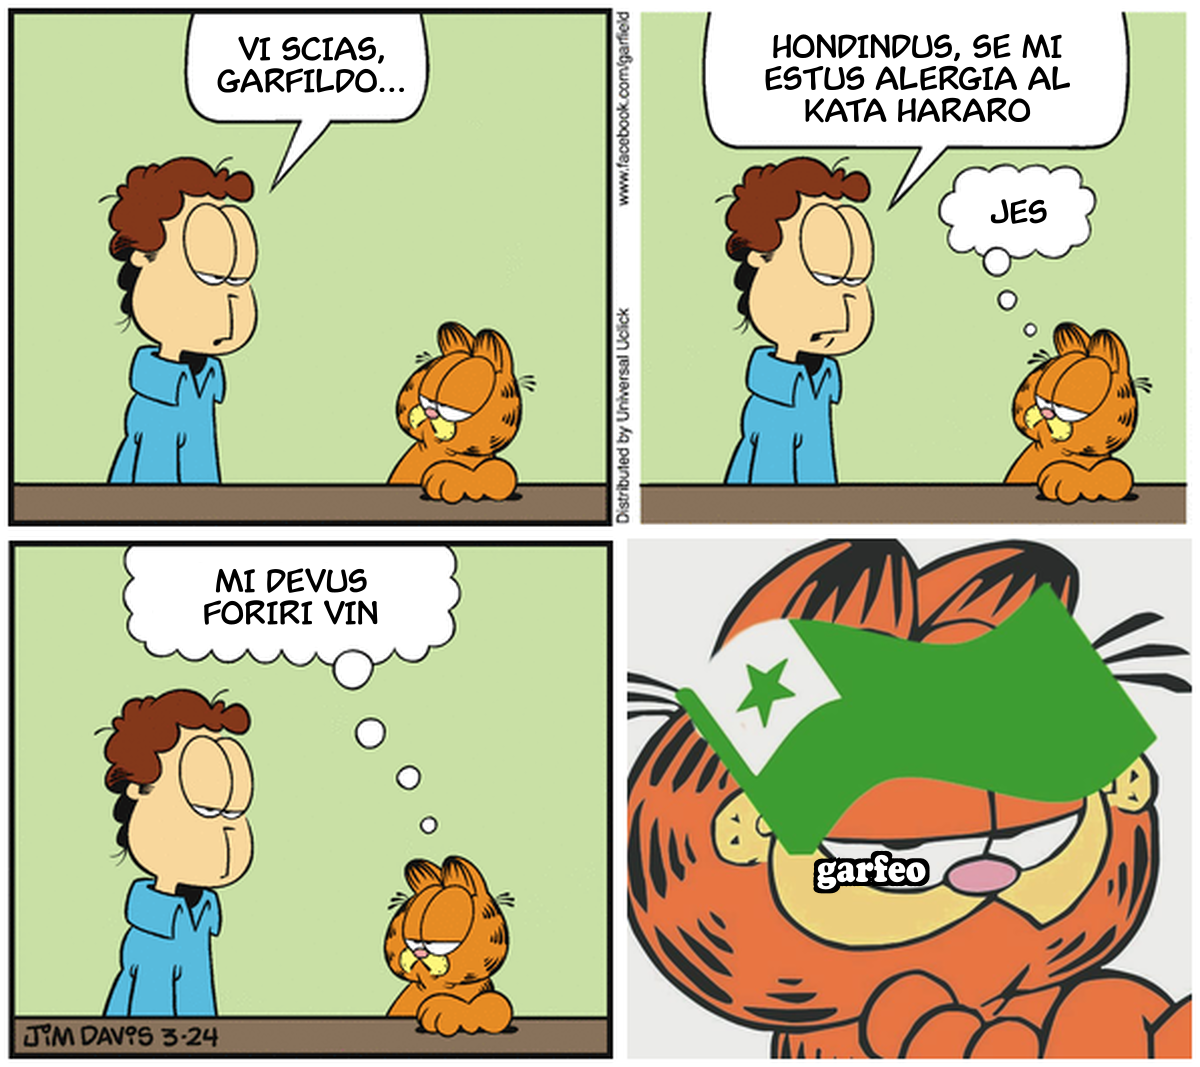 VI SCIAS,
GARFILDO...
www.facebook.com/garfield
Distributed by Universal Uclick
HONDINDUS, SE MI
ESTUS ALERGIA AL
KATA HARARO
JES
MI DEVUS
FORIRI VIN
JIM DAVIS 3-24
garfeo